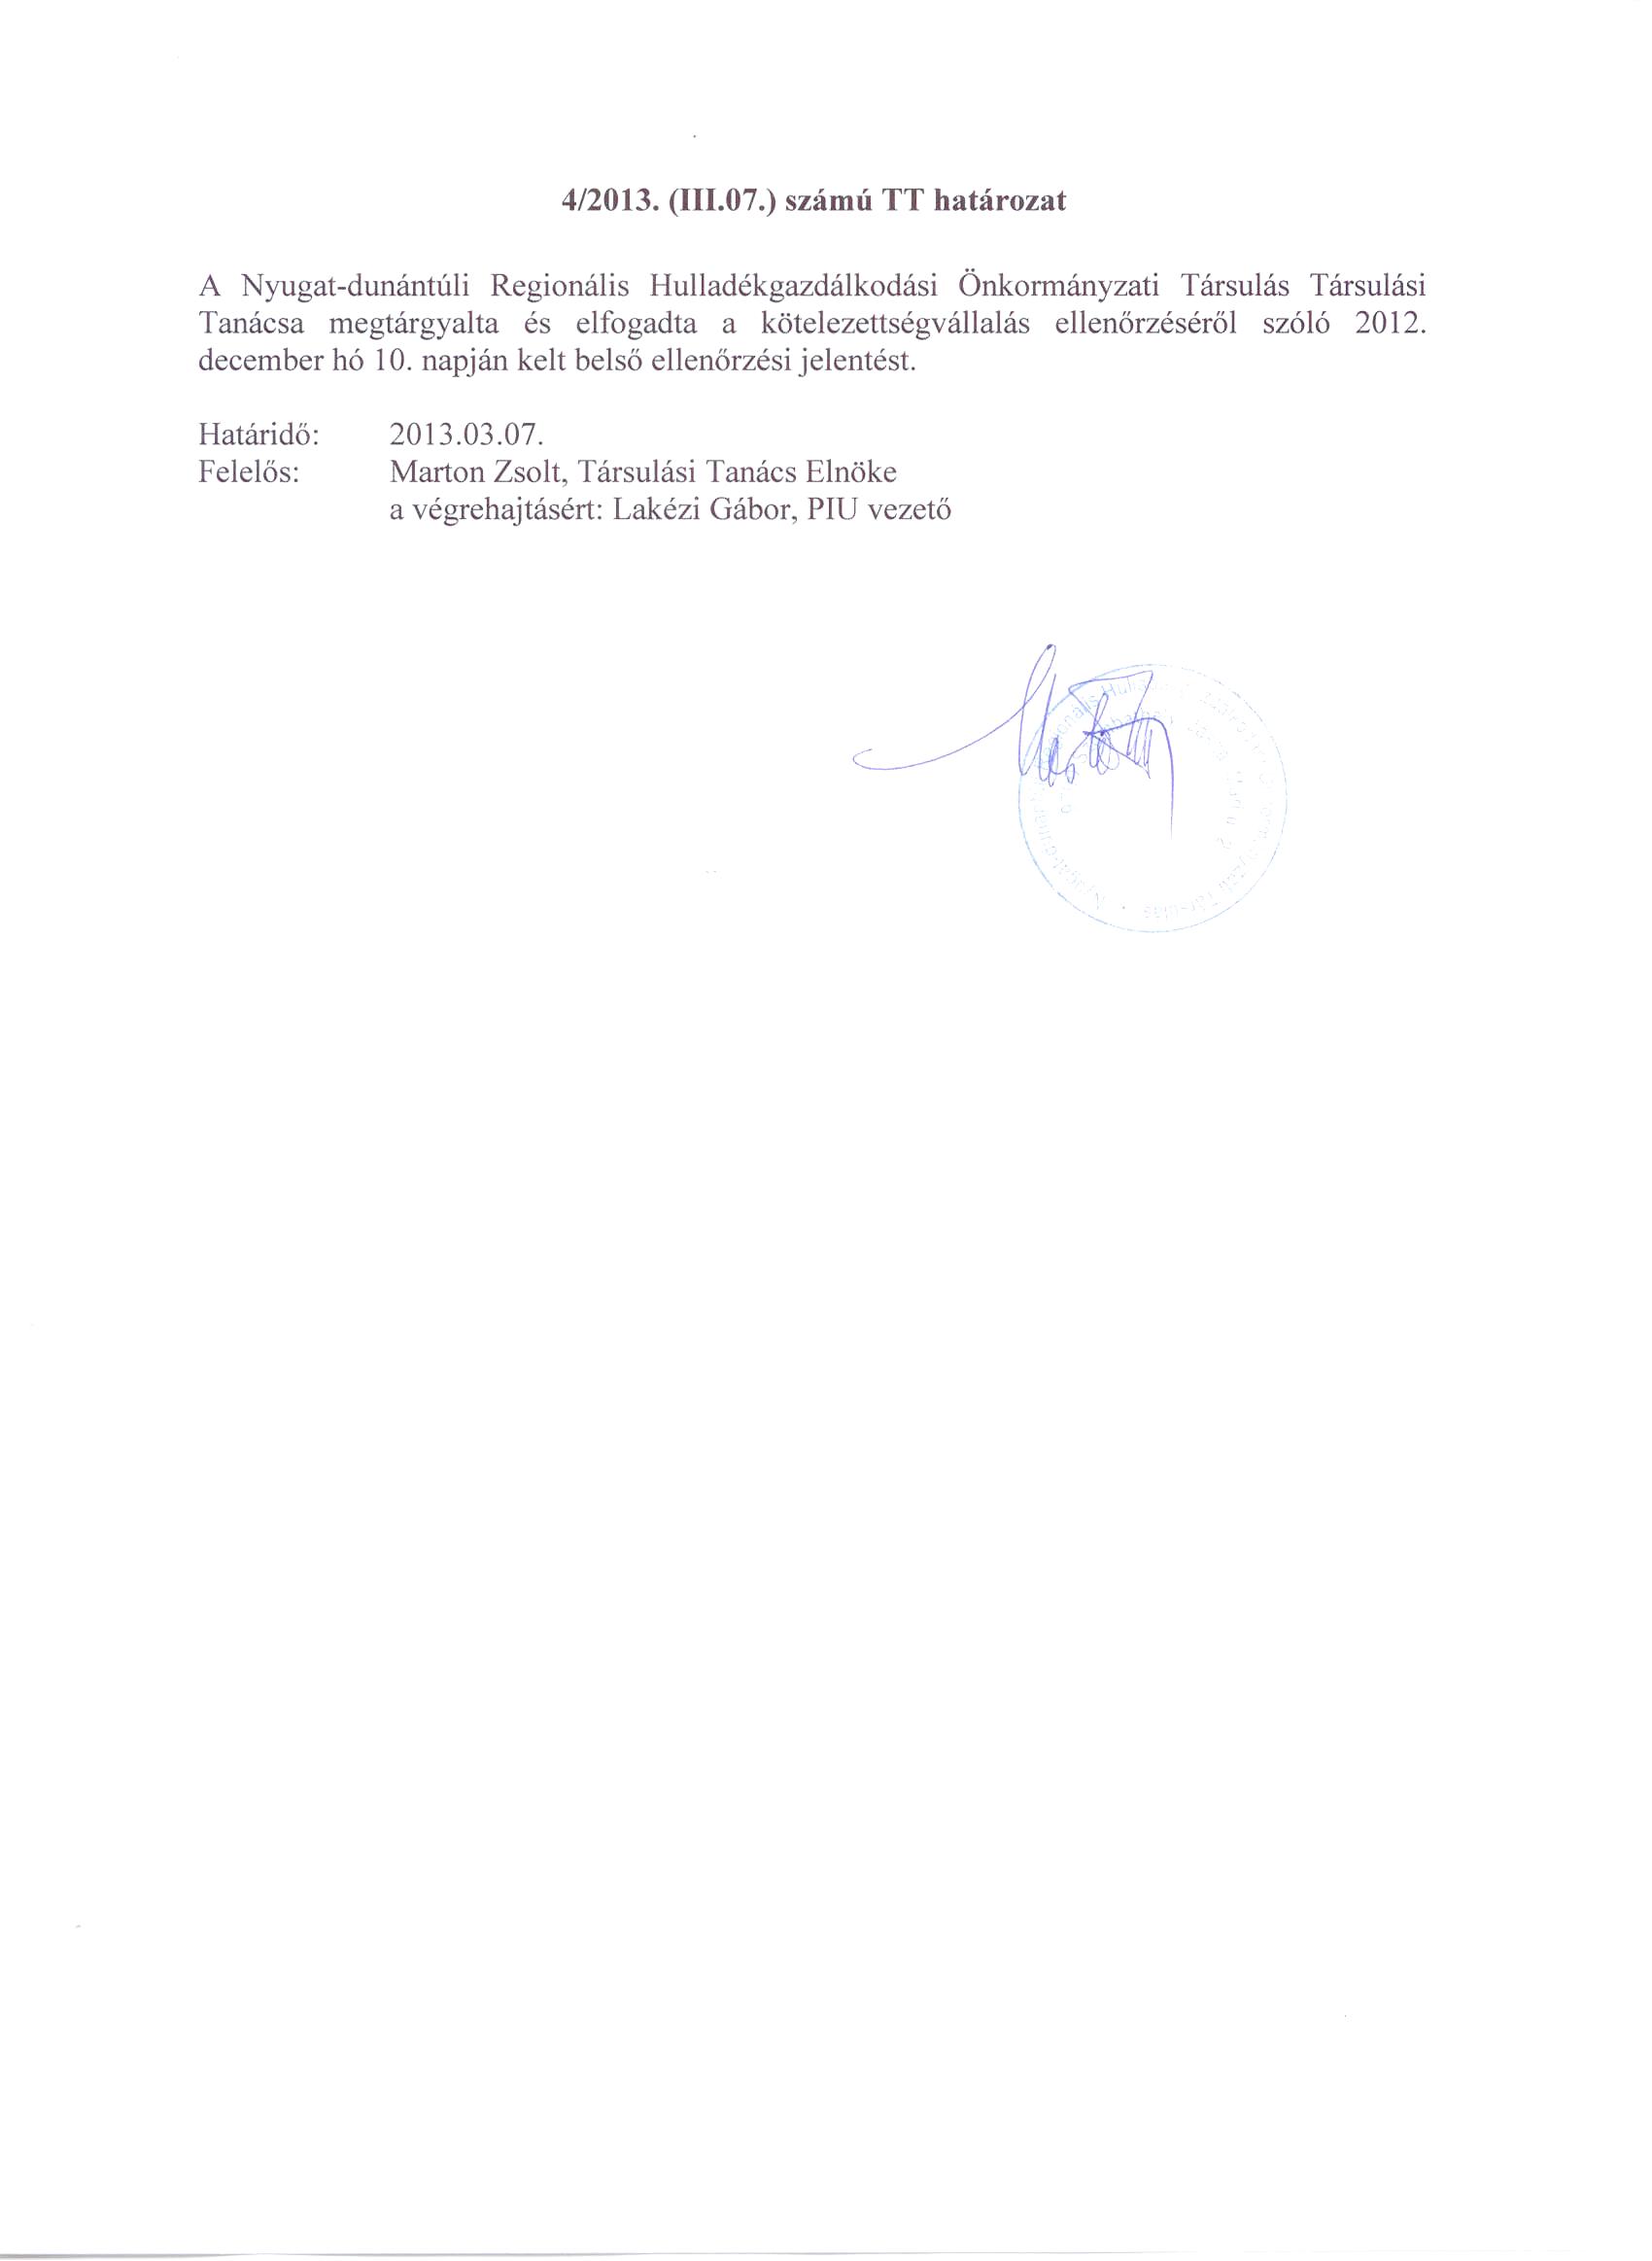 4/2013. (III.07.) számú TT határozat
A Nyugat-dunántúli Regionális Hulladékgazdálkodási Önkormányzati Társulás Társulási
Tanácsa megtárgyalta és elfogadta a kötelezettségvállalás ellenőrzéséről szóló 2012.
december hó 10. napján kelt belső ellenőrzési jelentést.
Határidő: 2013.03.07.
Felelős: Marton Zsolt, Társulási Tanács Elnöke
a végrehajtásért: Lakézi Gábor, PIU vezető